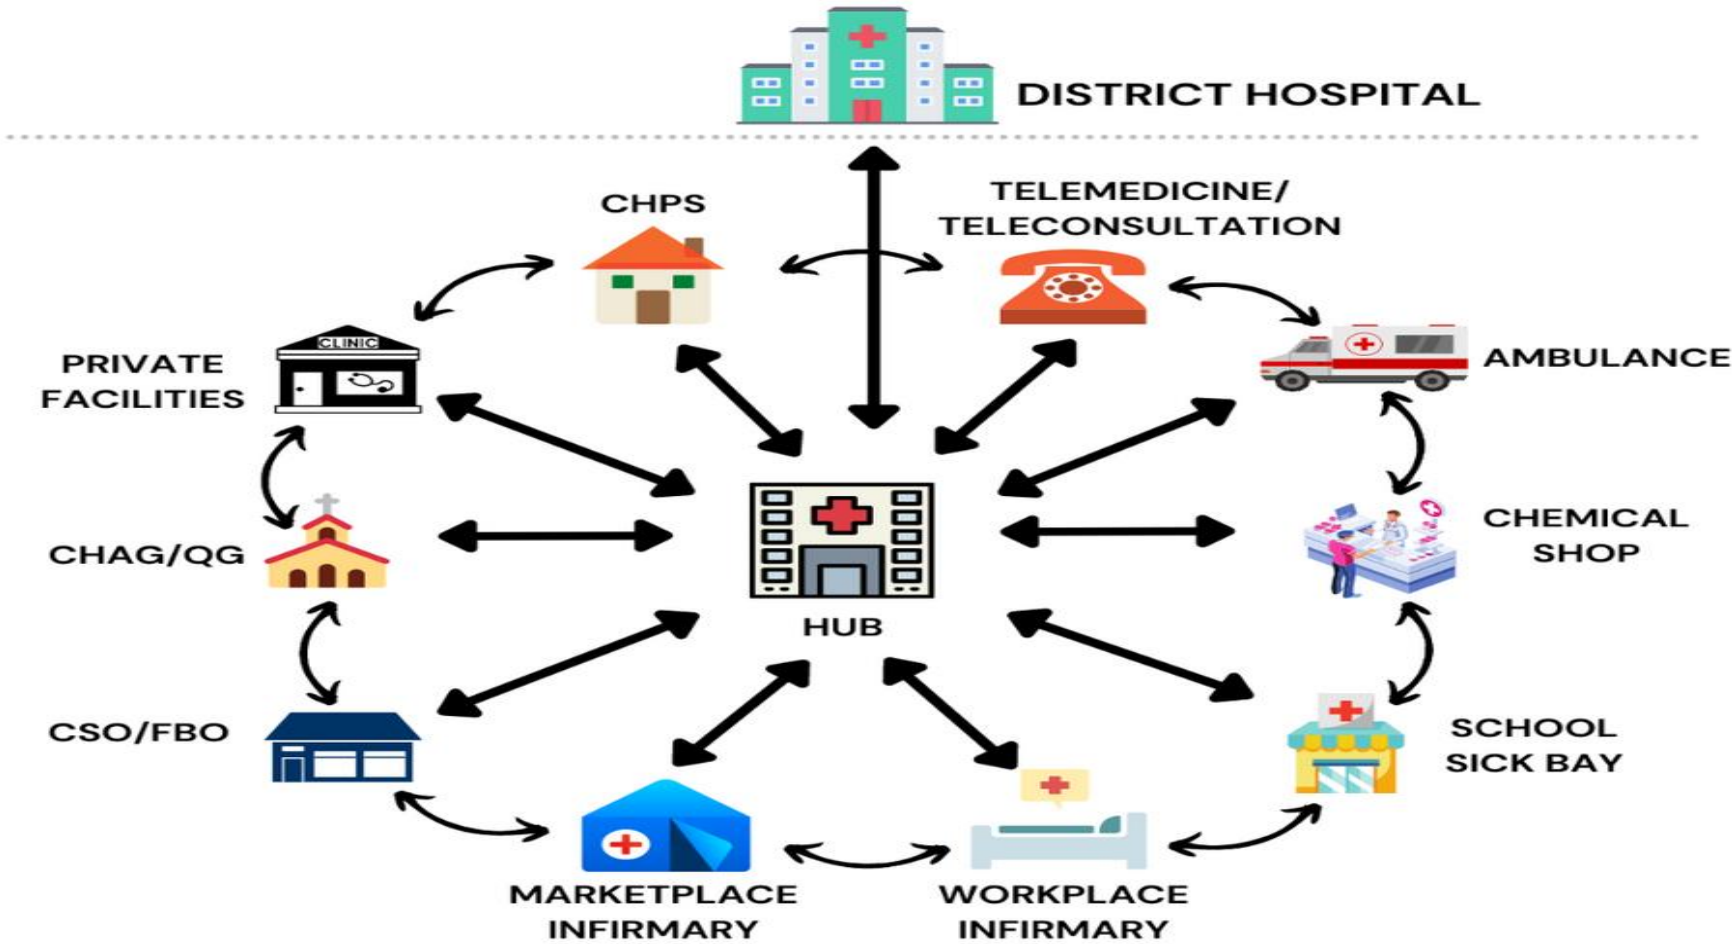 DISTRICT HOSPITAL
CHPS
TELEMEDICINE/
TELECONSULTATION
PRIVATE
FACILITIES
CLINIC
AMBULANCE
CHAG/QG
CHEMICAL
SHOP
HUB
CSO/FBO
SCHOOL
SICK BAY
MARKETPLACE
INFIRMARY
WORKPLACE
INFIRMARY